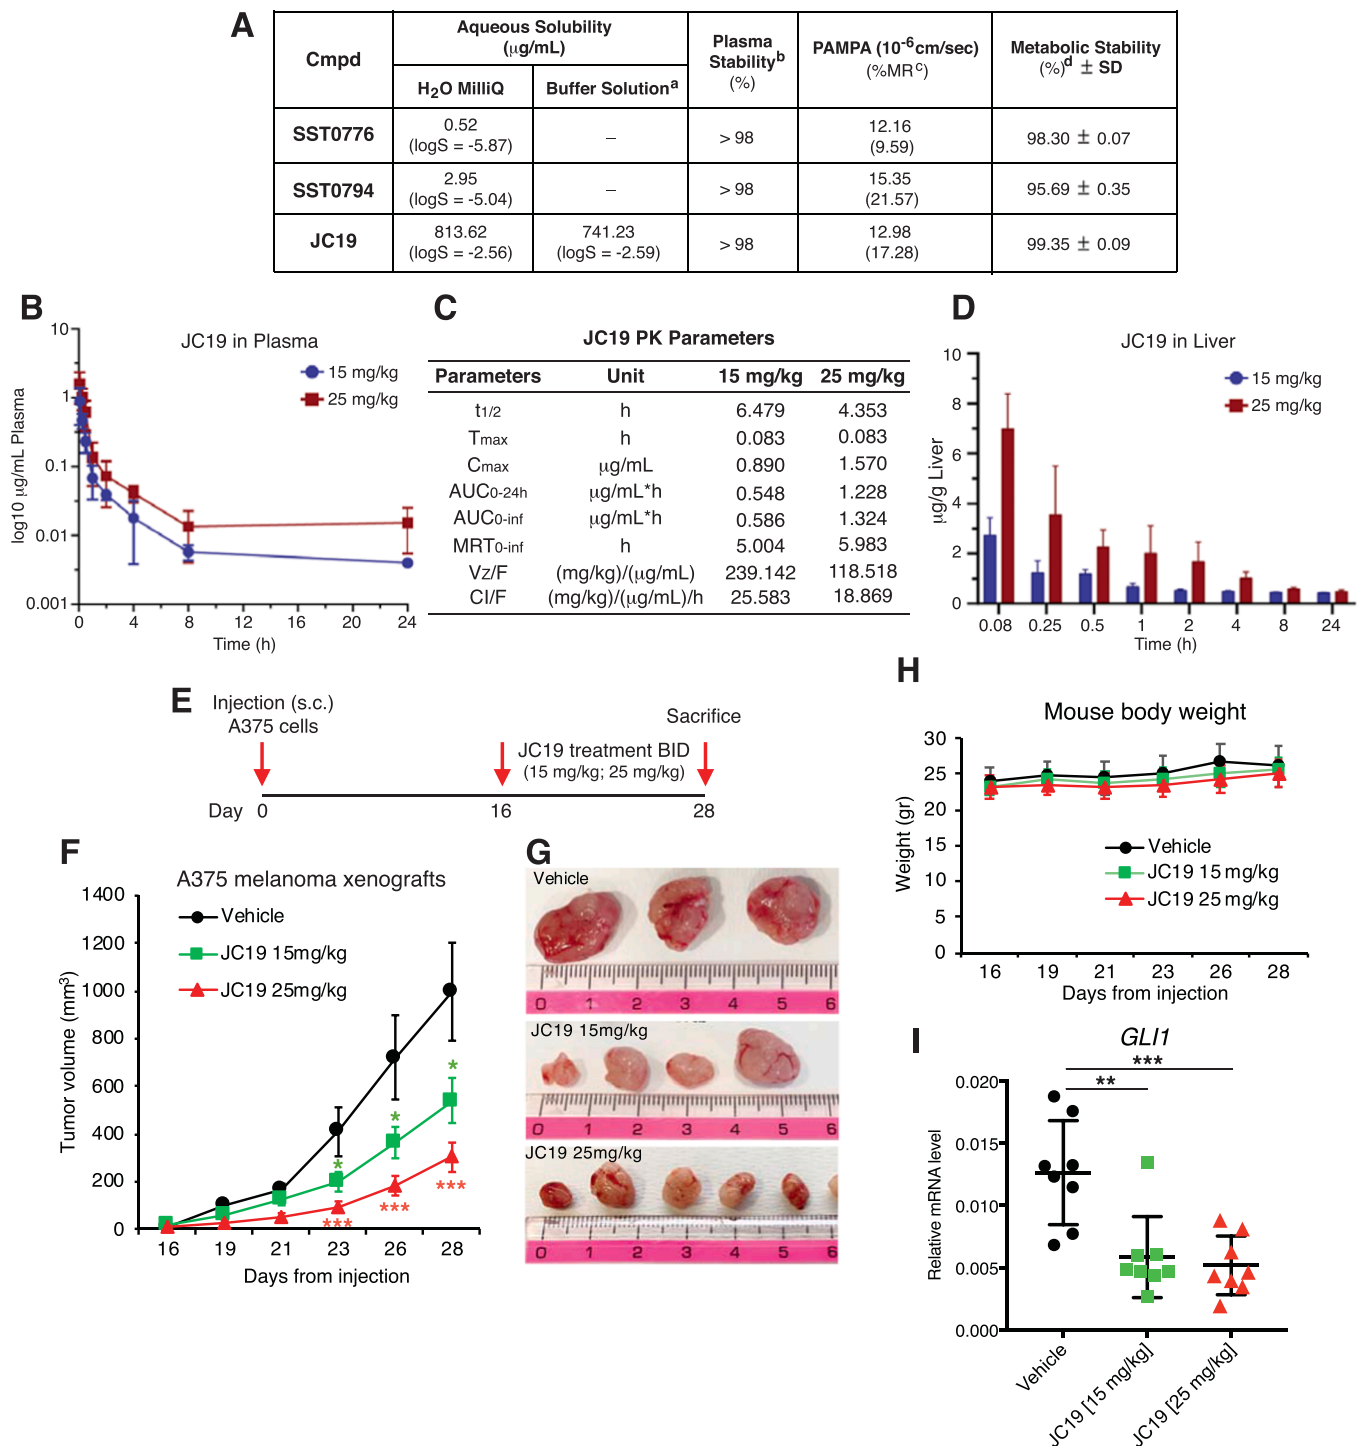 A
Cmpd
Aqueous Solubility
(μg/mL)
H2O MilliQ
Buffer Solutiona
Plasma
Stabilityb
(%)
PAMPA (10-6cm/sec)
(%MRc)
Metabolic Stability
(%)d ± SD
SST0776
0.52
(logS = -5.87)
–
> 98
12.16
(9.59)
98.30 ± 0.07
SST0794
2.95
(logS = -5.04)
–
> 98
15.35
(21.57)
95.69 ± 0.35
JC19
813.62
(logS = -2.56)
741.23
(logS = -2.59)
> 98
12.98
(17.28)
99.35 ± 0.09
B
JC19 in Plasma
15 mg/kg
25 mg/kg
log10 μg/mL Plasma
10
1
0.1
0.01
0.001
0 4 8 12 16 20 24
Time (h)
C
JC19 PK Parameters
Parameters Unit 15 mg/kg 25 mg/kg
t1/2 h 6.479 4.353
Tmax h 0.083 0.083
Cmax μg/mL 0.890 1.570
AUC0-24h μg/mL*h 0.548 1.228
AUC0-inf μg/mL*h 0.586 1.324
MRT0-inf h 5.004 5.983
Vz/F (mg/kg)/(μg/mL) 239.142 118.518
Cl/F (mg/kg)/(μg/mL)/h 25.583 18.869
D
JC19 in Liver
15 mg/kg
25 mg/kg
μg/g Liver
10
8
6
4
2
0
0.08 0.25 0.5 1 2 4 8 24
Time (h)
E
Injection (s.c.)
A375 cells
Sacrifice
JC19 treatment BID
(15 mg/kg; 25 mg/kg)
Day 0 16 28
F
A375 melanoma xenografts
Vehicle
JC19 15mg/kg
JC19 25mg/kg
Tumor volume (mm3)
1400
1200
1000
800
600
400
200
0
* * *
*** *** ***
16 19 21 23 26 28
Days from injection
G
Vehicle
0 1 2 3 4 5 6
JC19 15mg/kg
0 1 2 3 4 5 6
JC19 25mg/kg
0 1 2 3 4 5 6
H
Mouse body weight
Weight (gr)
30
25
20
15
10
5
0
Vehicle
JC19 15 mg/kg
JC19 25 mg/kg
16 19 21 23 26 28
Days from injection
I
GLI1
***
**
Relative mRNA level
0.020
0.015
0.010
0.005
0.000
Vehicle
JC19 [15 mg/kg]
JC19 [25 mg/kg]